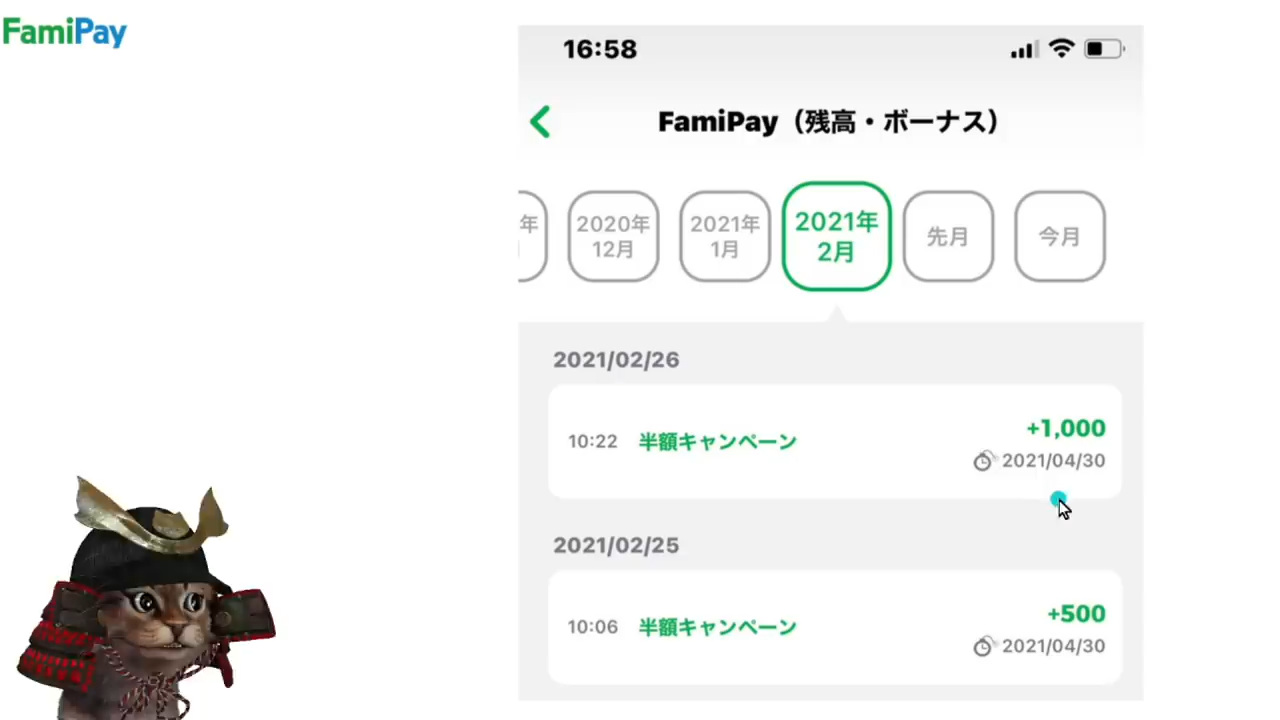 FamiPay
16:58
FamiPay（残高・ボーナス）
年
2020年
12月
2021年
1月
2021年
2月
先月
今月
2021/02/26
10:22 半額キャンペーン
+1,000
2021/04/30
2021/02/25
10:06 半額キャンペーン
+500
2021/04/30